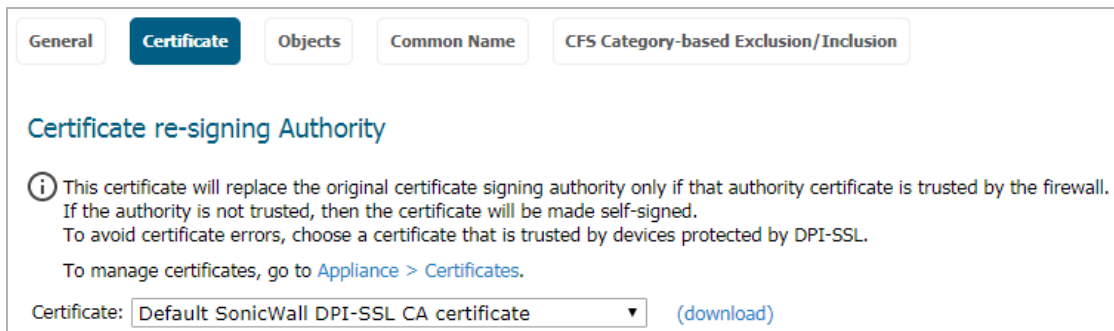 General Certificate Objects Common Name CFS Category-based Exclusion/Inclusion
Certificate re-signing Authority
This certificate will replace the original certificate signing authority only if that authority certificate is trusted by the firewall.
If the authority is not trusted, then the certificate will be made self-signed.
To avoid certificate errors, choose a certificate that is trusted by devices protected by DPI-SSL.
To manage certificates, go to Appliance > Certificates.
Certificate: Default SonicWall DPI-SSL CA certificate (download)